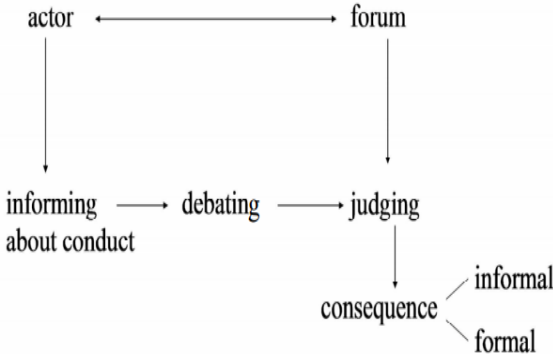 actor
forum
informing
about conduct
debating
judging
consequence
informal
formal